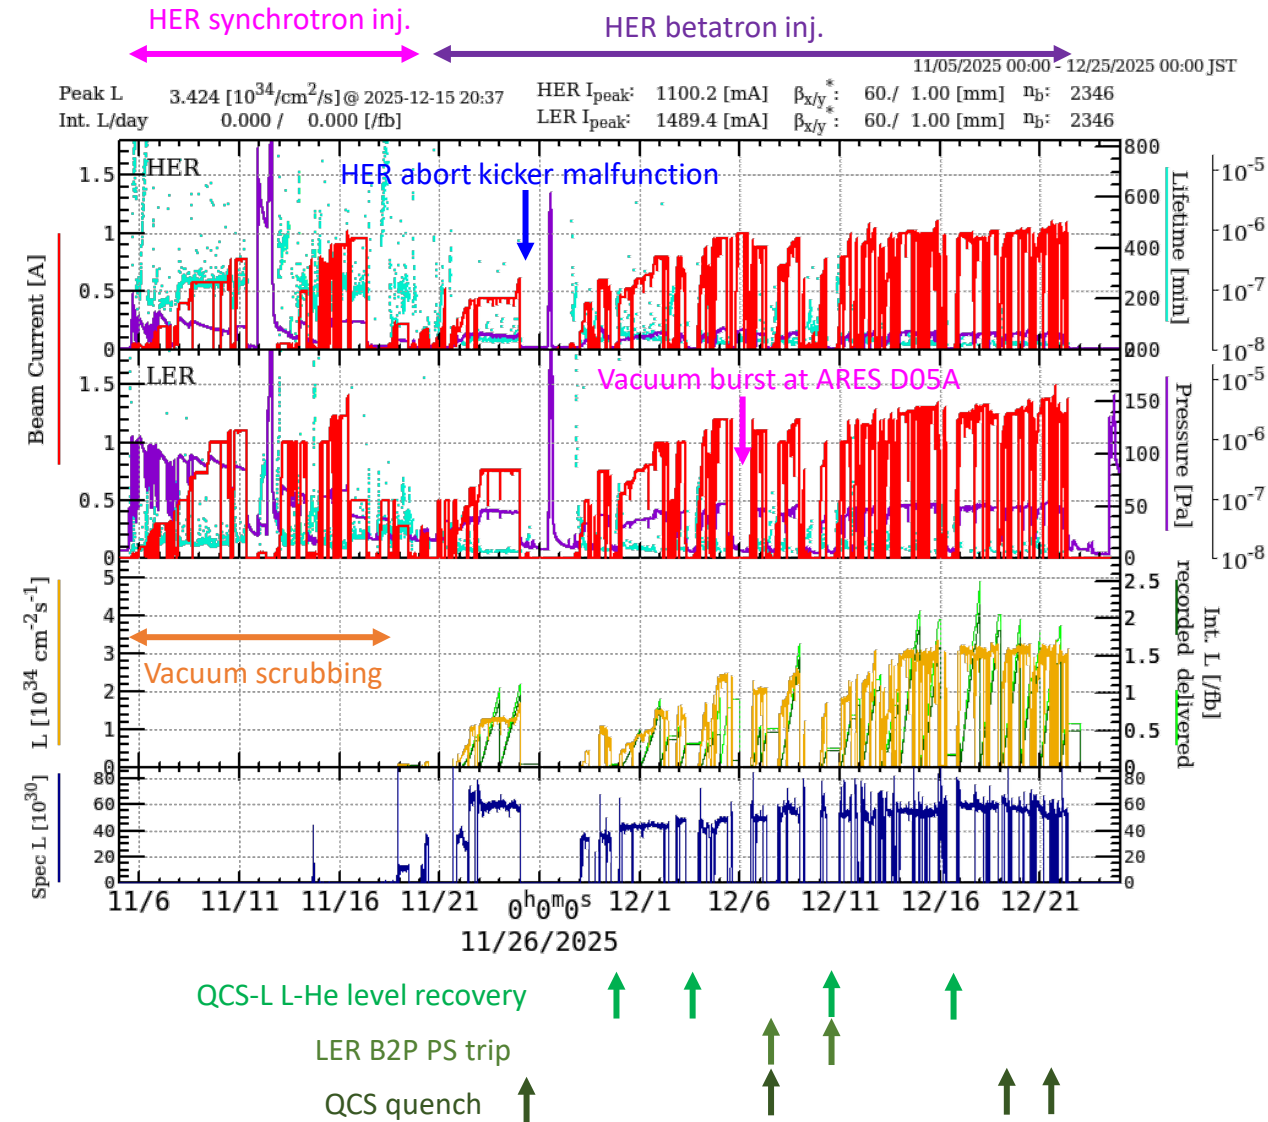 HER synchrotron inj.
HER betatron inj.
11/05/2025 00:00 - 12/25/2025 00:00 JST
Peak L 3.424 [10^34/cm^2/s]@ 2025-12-15 20:37 HER I_peak: 1100.2 [mA] β_x/y^*: 60./ 1.00 [mm] n_b: 2346
Int. L/day 0.000 / 0.000 [/fb] LER I_peak: 1489.4 [mA] β_x/y^*: 60./ 1.00 [mm] n_b: 2346
HER
HER abort kicker malfunction
1.5
1
0.5
0
800
600
400
200
0
Lifetime [min]
10^-5
10^-6
10^-7
10^-8
Beam Current [A]
LER
Vacuum burst at ARES D05A
1.5
1
0.5
0
200
150
100
50
0
Pressure [Pa]
10^-5
10^-6
10^-7
10^-8
L [10^34 cm^-2s^-1]
5
4
3
2
1
0
Vacuum scrubbing
2.5
2
1.5
1
0.5
0
recorded delivered
Int. L [/fb]
Spec L [10^30]
80
60
40
20
0
80
60
40
20
0
11/6 11/11 11/16 11/21 0^h0^m0^s 12/1 12/6 12/11 12/16 12/21
11/26/2025
QCS-L L-He level recovery
LER B2P PS trip
QCS quench